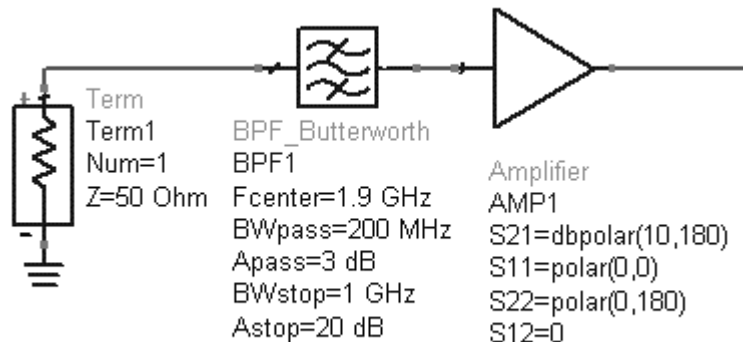 Term
Term1
Num=1
Z=50 Ohm
BPF_Butterworth
BPF1
Fcenter=1.9 GHz
BWpass=200 MHz
Apass=3 dB
BWstop=1 GHz
Astop=20 dB
Amplifier
AMP1
S21=dbpolar(10,180)
S11=polar(0,0)
S22=polar(0,180)
S12=0